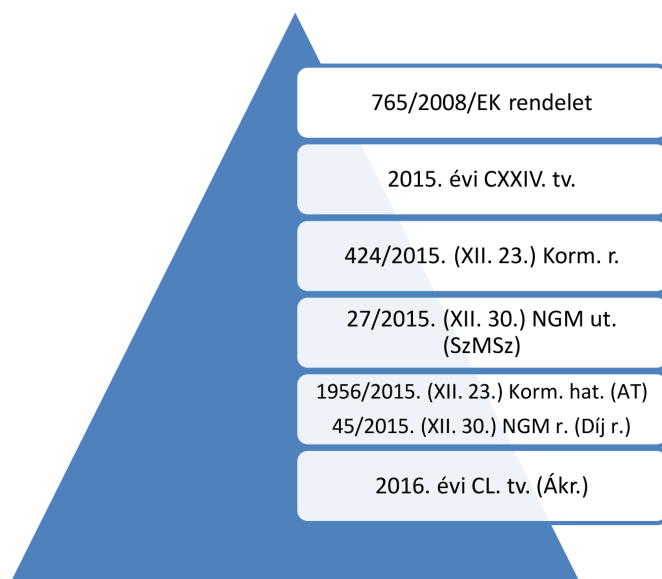 765/2008/EK rendelet
2015. évi CXXIV. tv.
424/2015. (XII. 23.) Korm. r.
27/2015. (XII. 30.) NGM ut.
(SzMSz)
1956/2015. (XII. 23.) Korm. hat. (AT)
45/2015. (XII. 30.) NGM r. (Díj r.)
2016. évi CL. tv. (Ákr.)